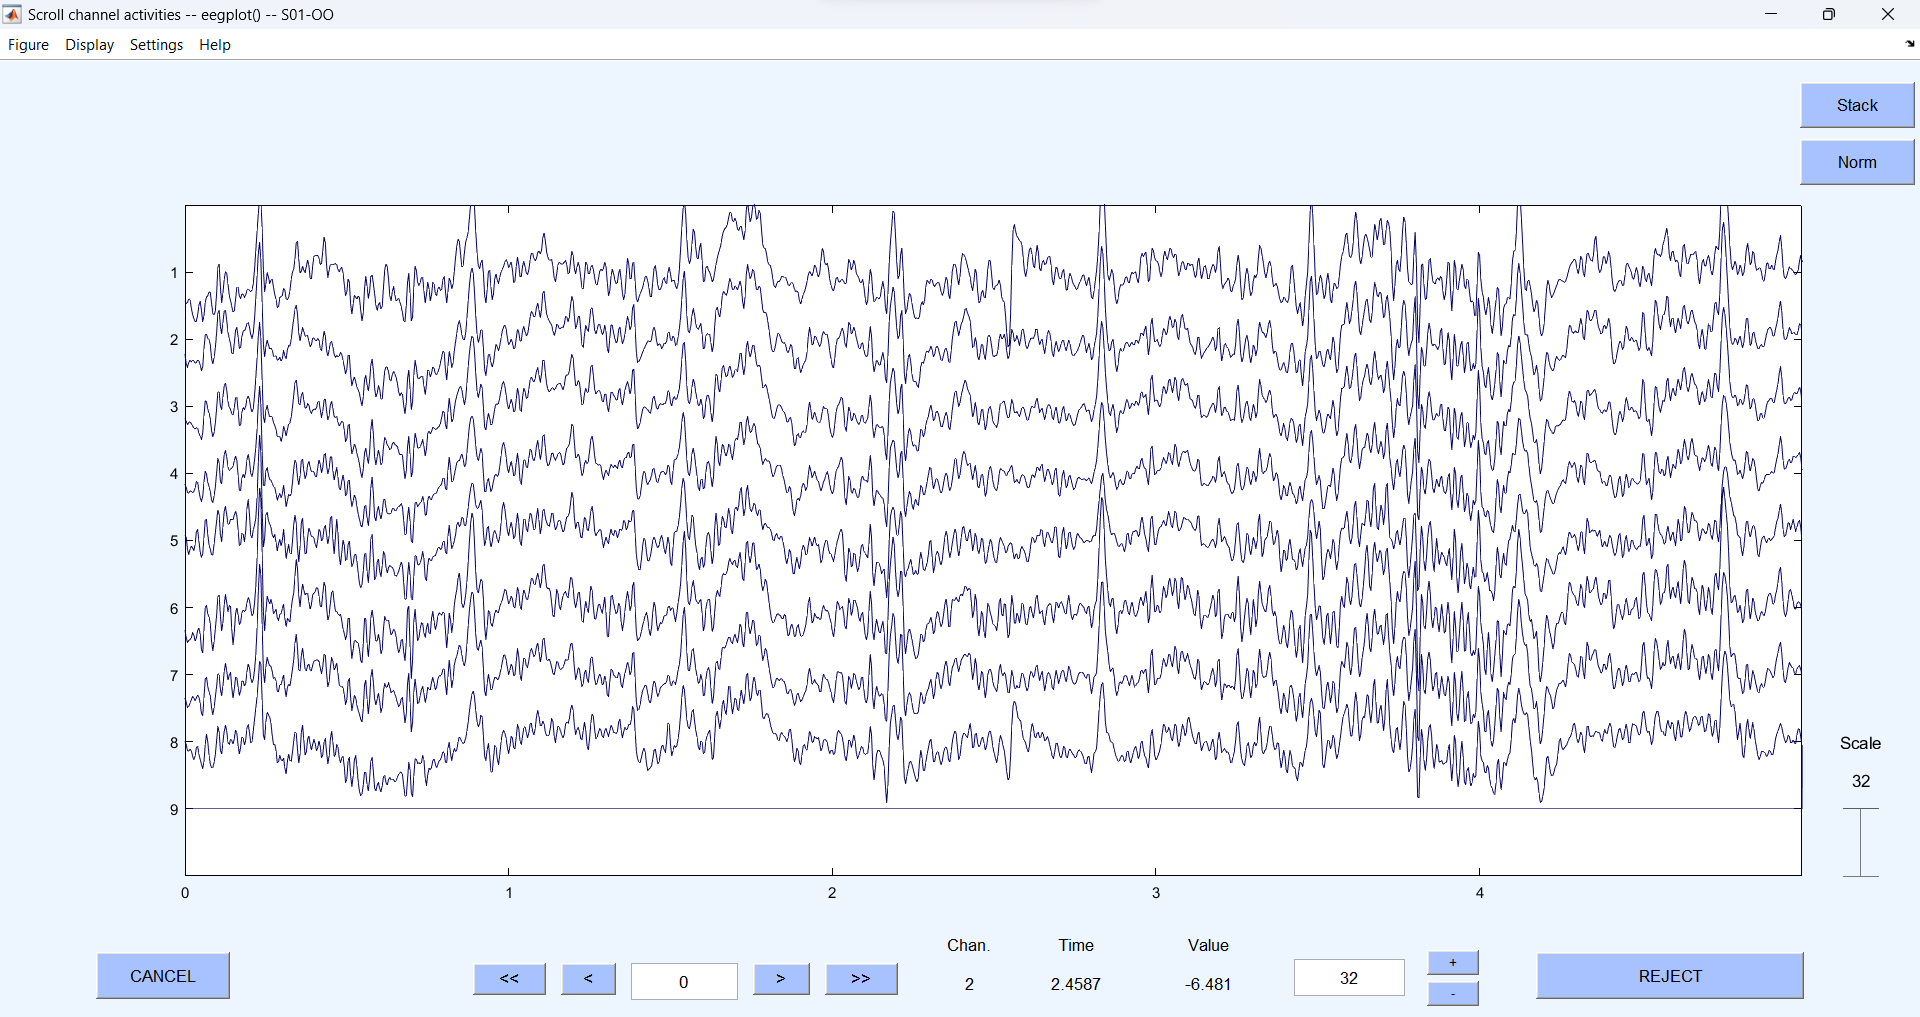 Scroll channel activities -- eegplot() -- S01-OO
Figure Display Settings Help
Stack
Norm
1
2
3
4
5
6
7
8
9
0 1 2 3 4
Scale
32
Chan. Time Value
2 2.4587 -6.481
CANCEL << < 0 > >> 32 + - REJECT